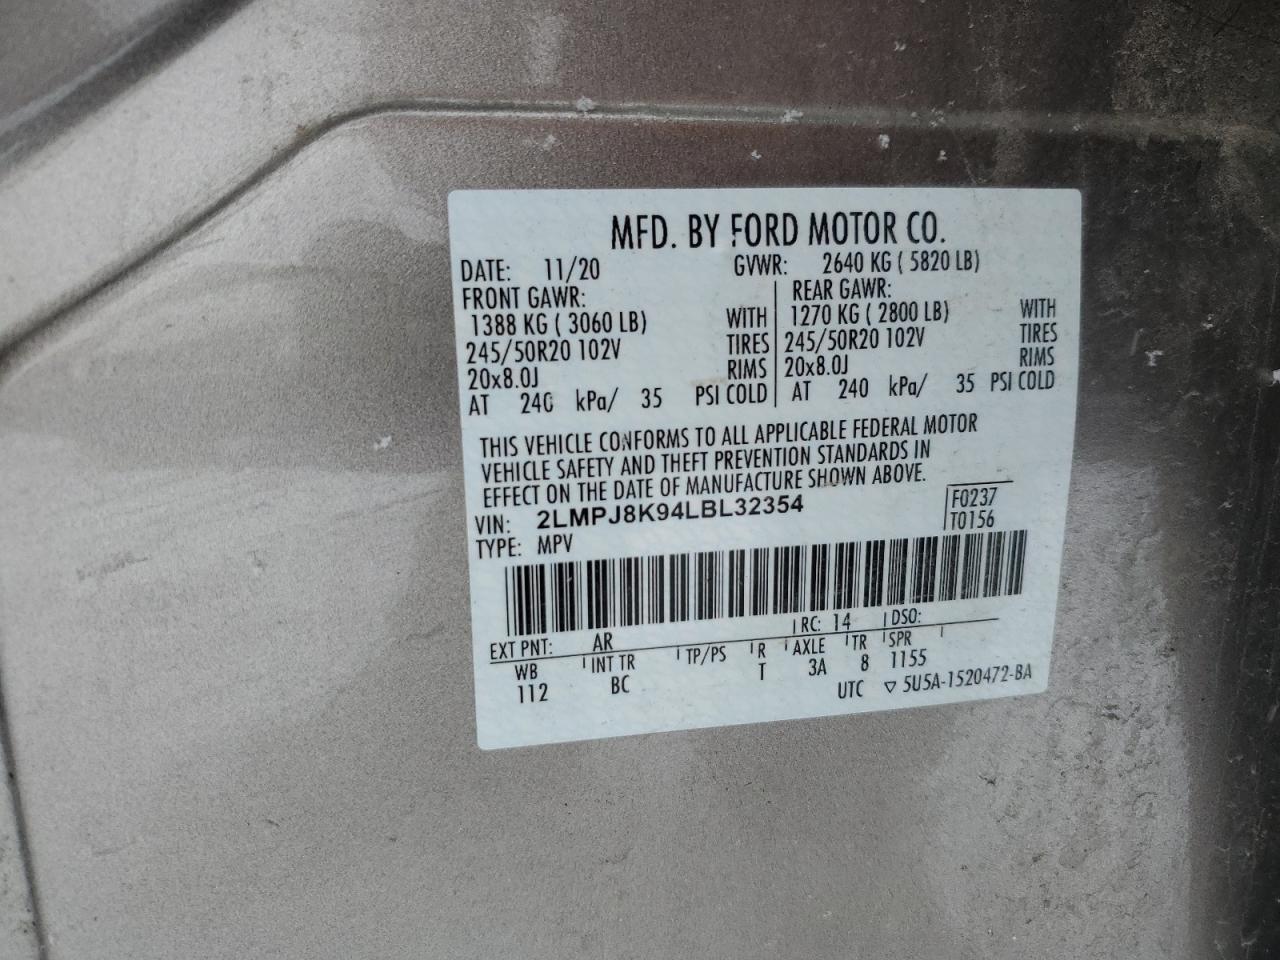 MFD. BY FORD MOTOR CO.
DATE: 11/20 GVWR: 2640 KG ( 5820 LB)
FRONT GAWR: REAR GAWR:
1388 KG ( 3060 LB) WITH 1270 KG ( 2800 LB) WITH
245/50R20 102V TIRES 245/50R20 102V TIRES
20x8.0J RIMS 20x8.0J RIMS
AT 240 kPa/ 35 PSI COLD AT 240 kPa/ 35 PSI COLD
THIS VEHICLE CONFORMS TO ALL APPLICABLE FEDERAL MOTOR
VEHICLE SAFETY AND THEFT PREVENTION STANDARDS IN
EFFECT ON THE DATE OF MANUFACTURE SHOWN ABOVE.
VIN: 2LMPJ8K94LBL32354 F0237
TYPE: MPV T0156
EXT PNT: AR RC: 14 DSO:
WB INT TR TP/PS R AXLE TR SPR
112 BC T 3A 8 1155
UTC ▽ 5U5A-1520472-BA